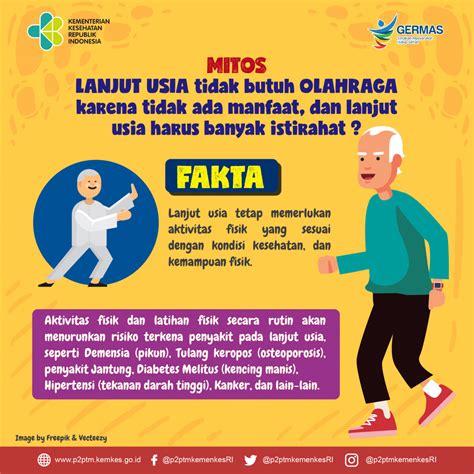 KEMENTERIAN
KESEHATAN
REPUBLIK
INDONESIA
GERMAS
MITOS
LANJUT USIA tidak butuh OLAHRAGA
karena tidak ada manfaat, dan lanjut
usia harus banyak istirahat ?
FAKTA
Lanjut usia tetap memerlukan
aktivitas fisik yang sesuai
dengan kondisi kesehatan, dan
kemampuan fisik.
Aktivitas fisik dan latihan fisik secara rutin akan
menurunkan risiko terkena penyakit pada lanjut usia,
seperti Demensia (pikun), Tulang keropos (osteoporosis),
penyakit Jantung, Diabetes Melitus (kencing manis),
Hipertensi (tekanan darah tinggi), Kanker, dan lain-lain.
Image by Freepik & Vecteezy
www.p2ptm.kemkes.go.id
@p2ptmkemenkesRI
@p2ptmkemenkesRI
@p2ptmkemenkesRI